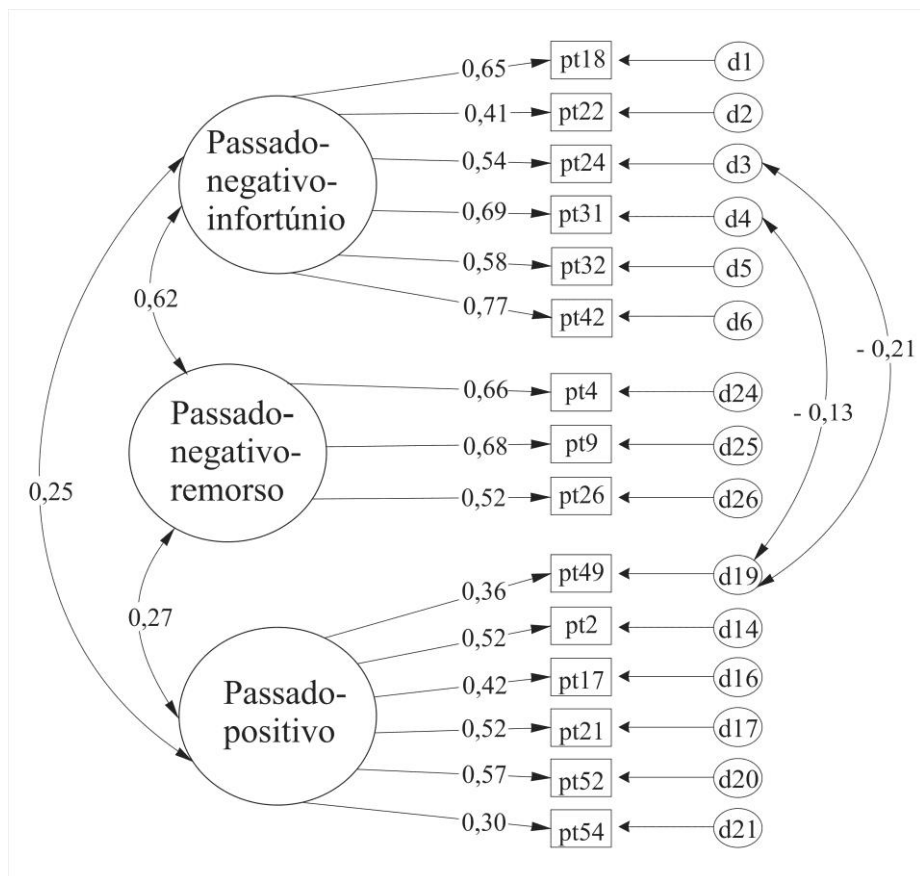 0,65
pt18
d1
Passado-
negativo-
infortúnio
0,41
pt22
d2
0,54
pt24
d3
0,69
pt31
d4
0,58
pt32
d5
0,77
pt42
d6
0,62
- 0,21
- 0,13
Passado-
negativo-
remorso
0,66
pt4
d24
0,68
pt9
d25
0,52
pt26
d26
0,25
0,27
Passado-
positivo
0,36
pt49
d19
0,52
pt2
d14
0,42
pt17
d16
0,52
pt21
d17
0,57
pt52
d20
0,30
pt54
d21